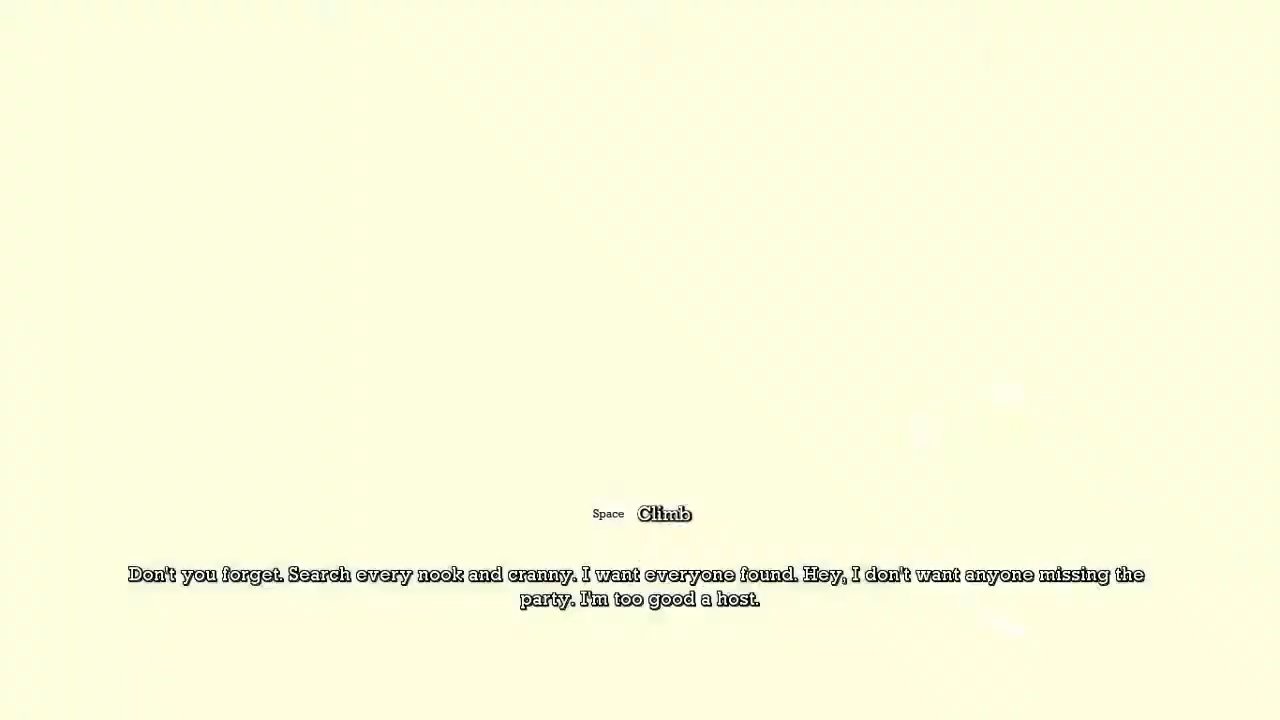 Space Climb
Don't you forget. Search every nook and cranny. I want everyone found. Hey, I don't want anyone missing the
party. I'm too good a host.